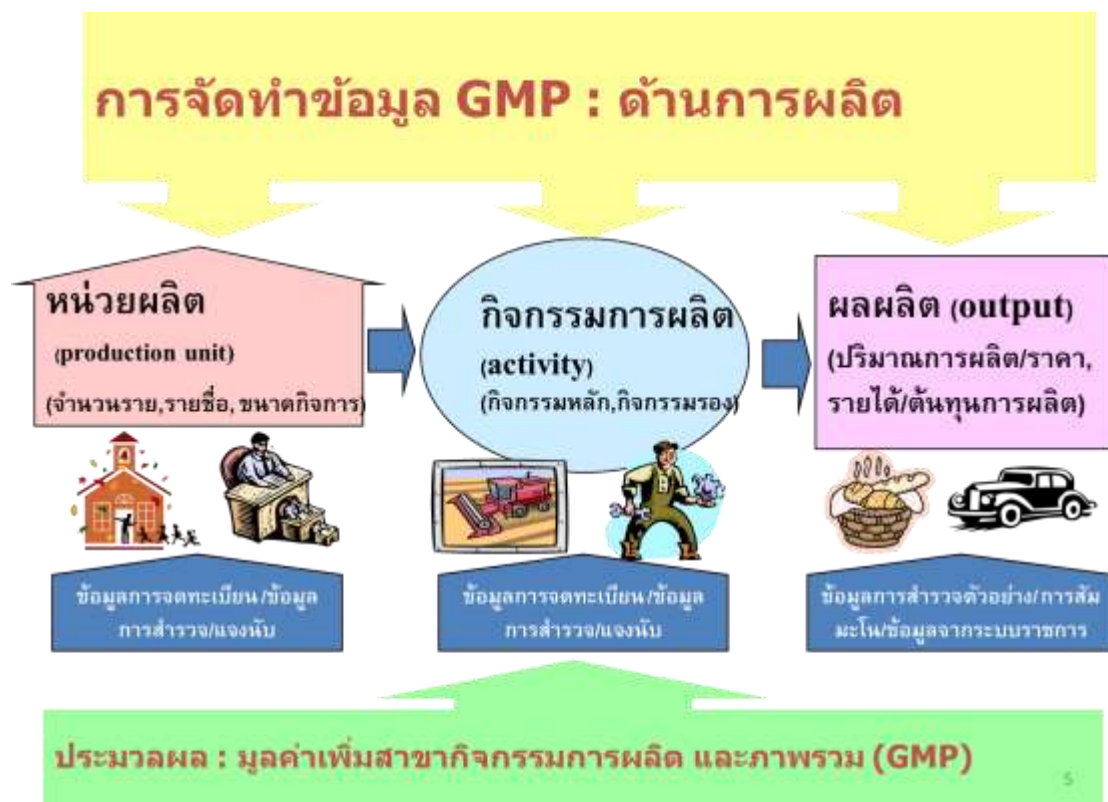 การจัดทำข้อมูล GMP : ด้านการผลิต
หน่วยผลิต
(production unit)
(จำนวนราย,รายชื่อ, ขนาดกิจการ)
กิจกรรมการผลิต
(activity)
(กิจกรรมหลัก,กิจกรรมรอง)
ผลผลิต (output)
(ปริมาณการผลิต/ราคา,
รายได้/ต้นทุนการผลิต)
ข้อมูลการจดทะเบียน/ข้อมูล
การสำรวจ/แจงนับ
ข้อมูลการจดทะเบียน/ข้อมูล
การสำรวจ/แจงนับ
ข้อมูลการสำรวจตัวอย่าง/การสัม
มะโน/ข้อมูลจากระบบราชการ
ประมวลผล : มูลค่าเพิ่มสาขากิจกรรมการผลิต และภาพรวม (GMP)
5